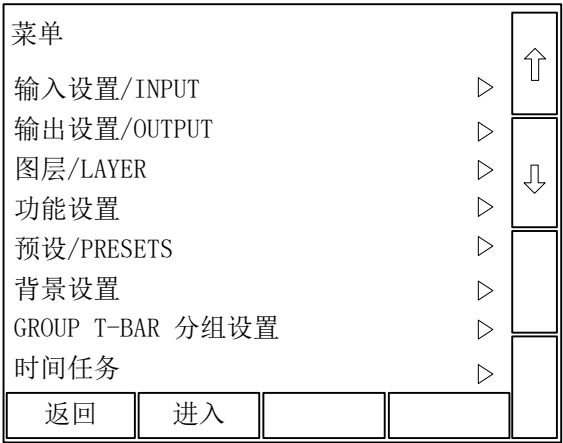 菜单
输入设置/INPUT
输出设置/OUTPUT
图层/LAYER
功能设置
预设/PRESETS
背景设置
GROUP T-BAR 分组设置
时间任务
返回
进入